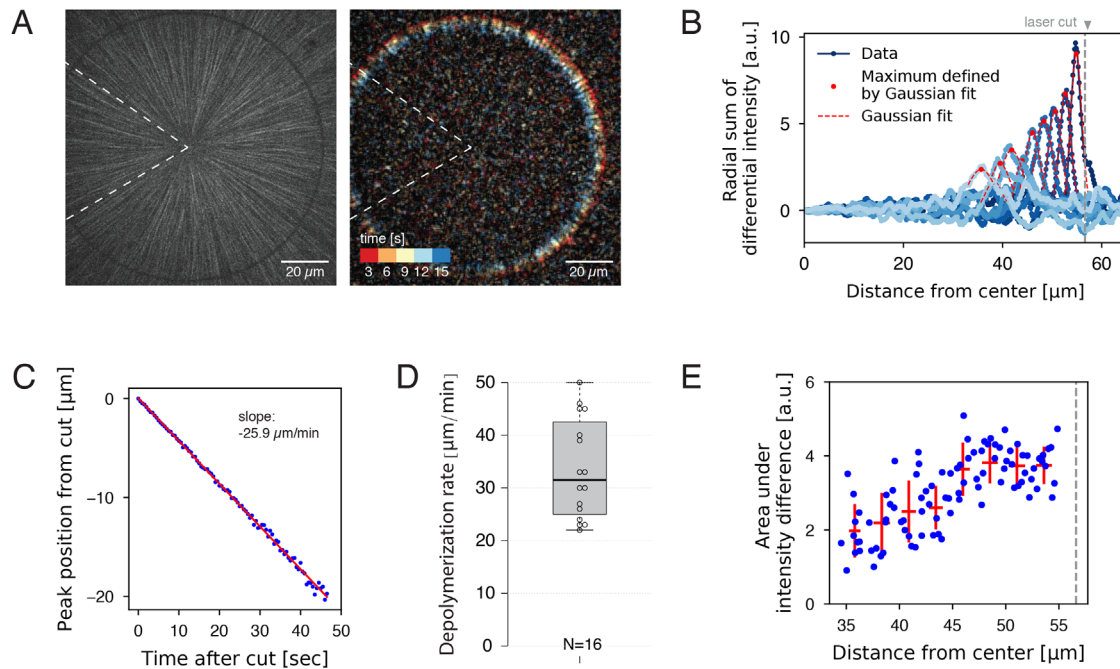 A
20 µm
time [s]
3 6 9 12 15
20 µm
B
laser cut
Radial sum of
differential intensity [a.u.]
10
5
0
Data
Maximum defined
by Gaussian fit
Gaussian fit
0 20 40 60
Distance from center [µm]
C
Peak position from cut [µm]
0
−10
−20
slope:
-25.9 µm/min
0 10 20 30 40 50
Time after cut [sec]
D
Depolymerization rate [µm/min]
50
40
30
20
10
0
N=16
E
Area under
intensity difference [a.u.]
6
4
2
0
35 40 45 50 55
Distance from center [µm]